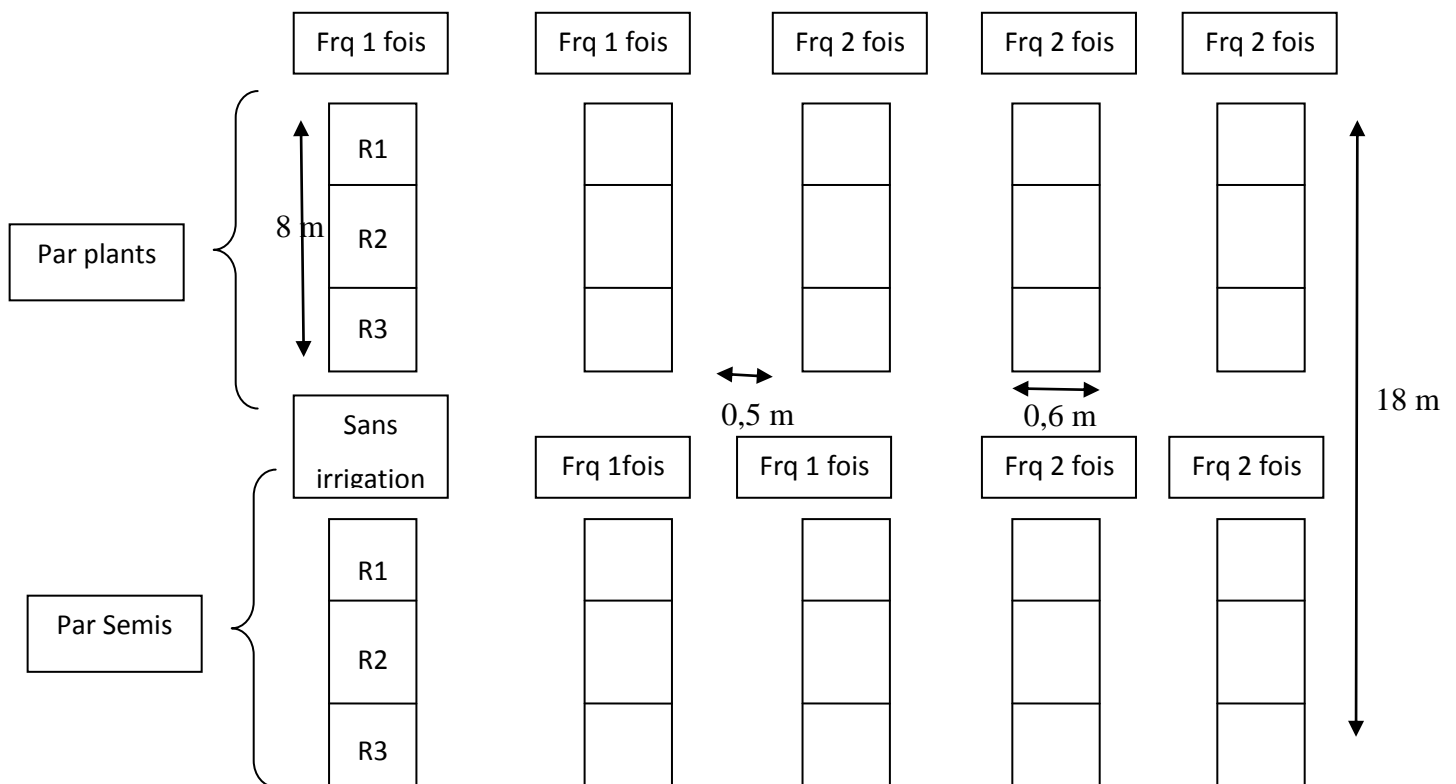 Frq 1 fois
Frq 1 fois
Frq 2 fois
Frq 2 fois
Frq 2 fois
R1
8 m
R2
Par plants
R3
18 m
0,5 m
0,6 m
Sans
irrigation
Frq 1fois
Frq 1 fois
Frq 2 fois
Frq 2 fois
R1
Par Semis
R2
R3